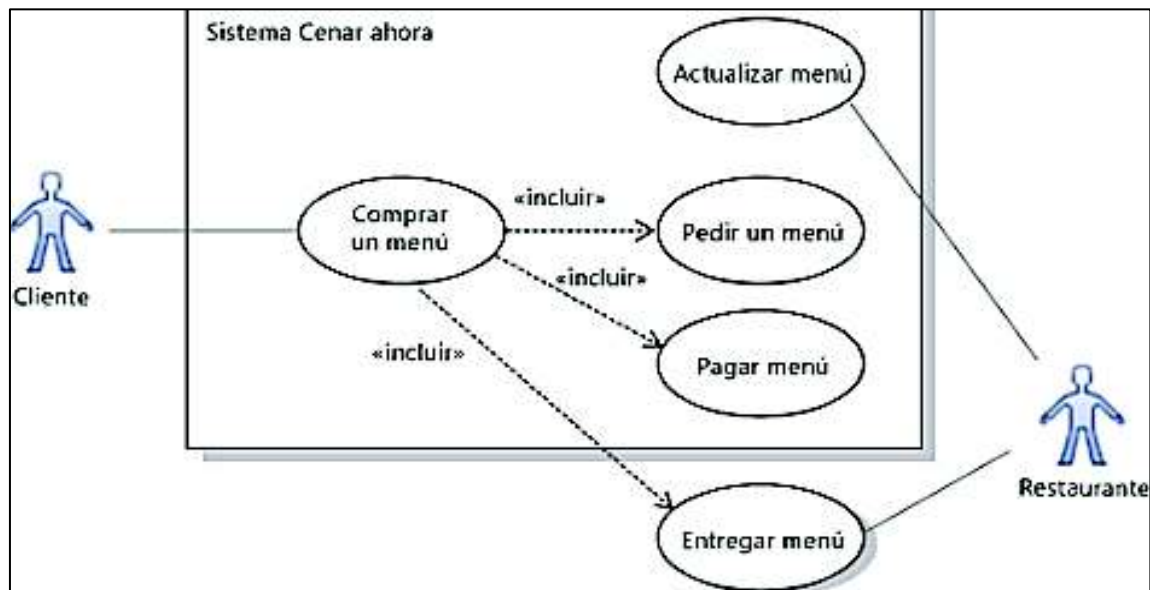 Sistema Cenar ahora
Actualizar menú
Comprar
un menú
«incluir»
Pedir un menú
«incluir»
Cliente
«incluir»
Pagar menú
Restaurante
Entregar menú